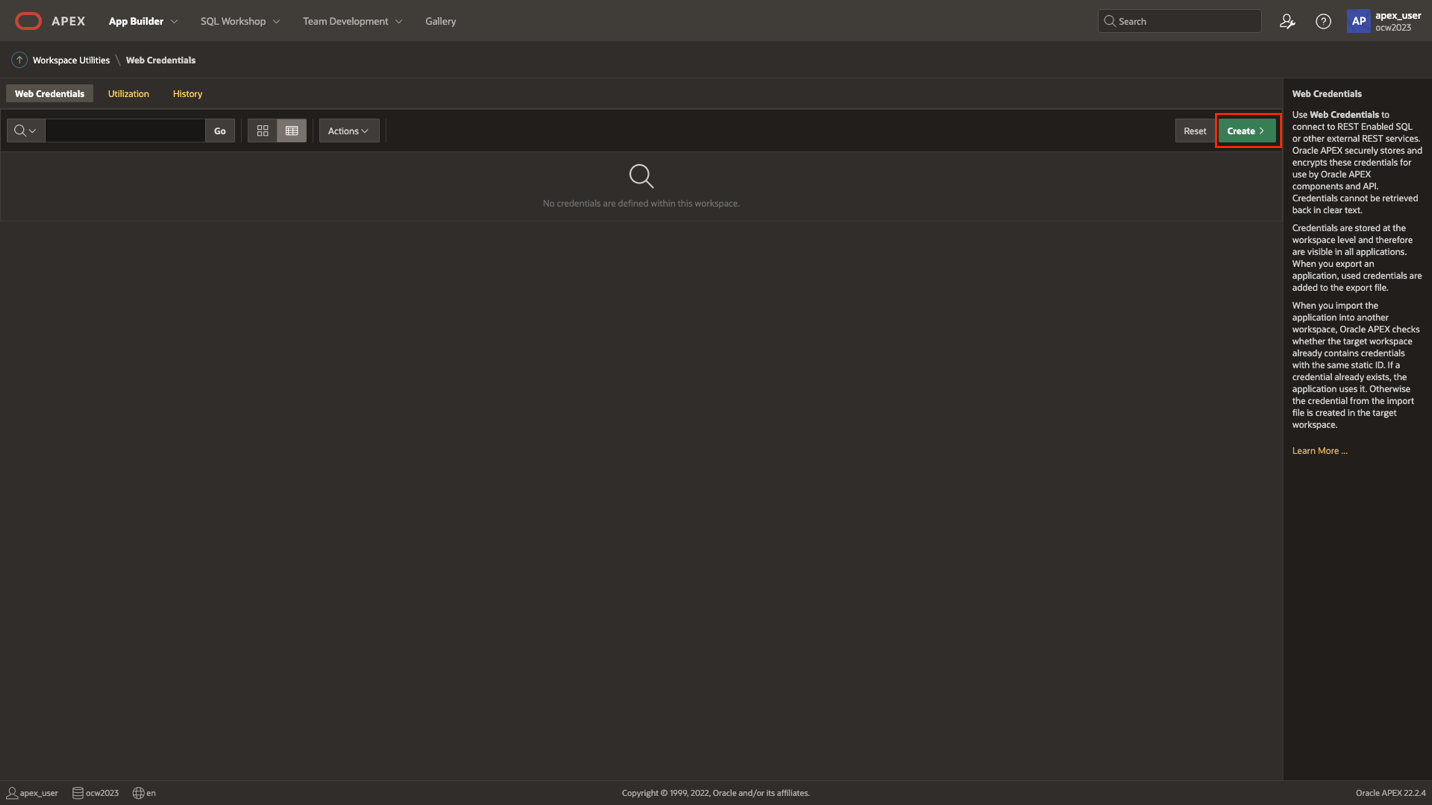 APEX App Builder SQL Workshop Team Development Gallery Search apex_user
AP
ocw2023
Workspace Utilities \ Web Credentials
Web Credentials Utilization History
Go Actions Reset Create
No credentials are defined within this workspace.
Web Credentials
Use Web Credentials to
connect to REST Enabled SQL
or other external REST services.
Oracle APEX securely stores and
encrypts these credentials for
use by Oracle APEX
components and API.
Credentials cannot be retrieved
back in clear text.
Credentials are stored at the
workspace level and therefore
are visible in all applications.
When you export an
application, used credentials are
added to the export file.
When you import the
application into another
workspace, Oracle APEX checks
whether the target workspace
already contains credentials
with the same static ID. If a
credential already exists, the
application uses it. Otherwise
the credential from the import
file is created in the target
workspace.
Learn More ...
apex_user ocw2023 en Copyright © 1999, 2022, Oracle and/or its affiliates. Oracle APEX 22.2.4